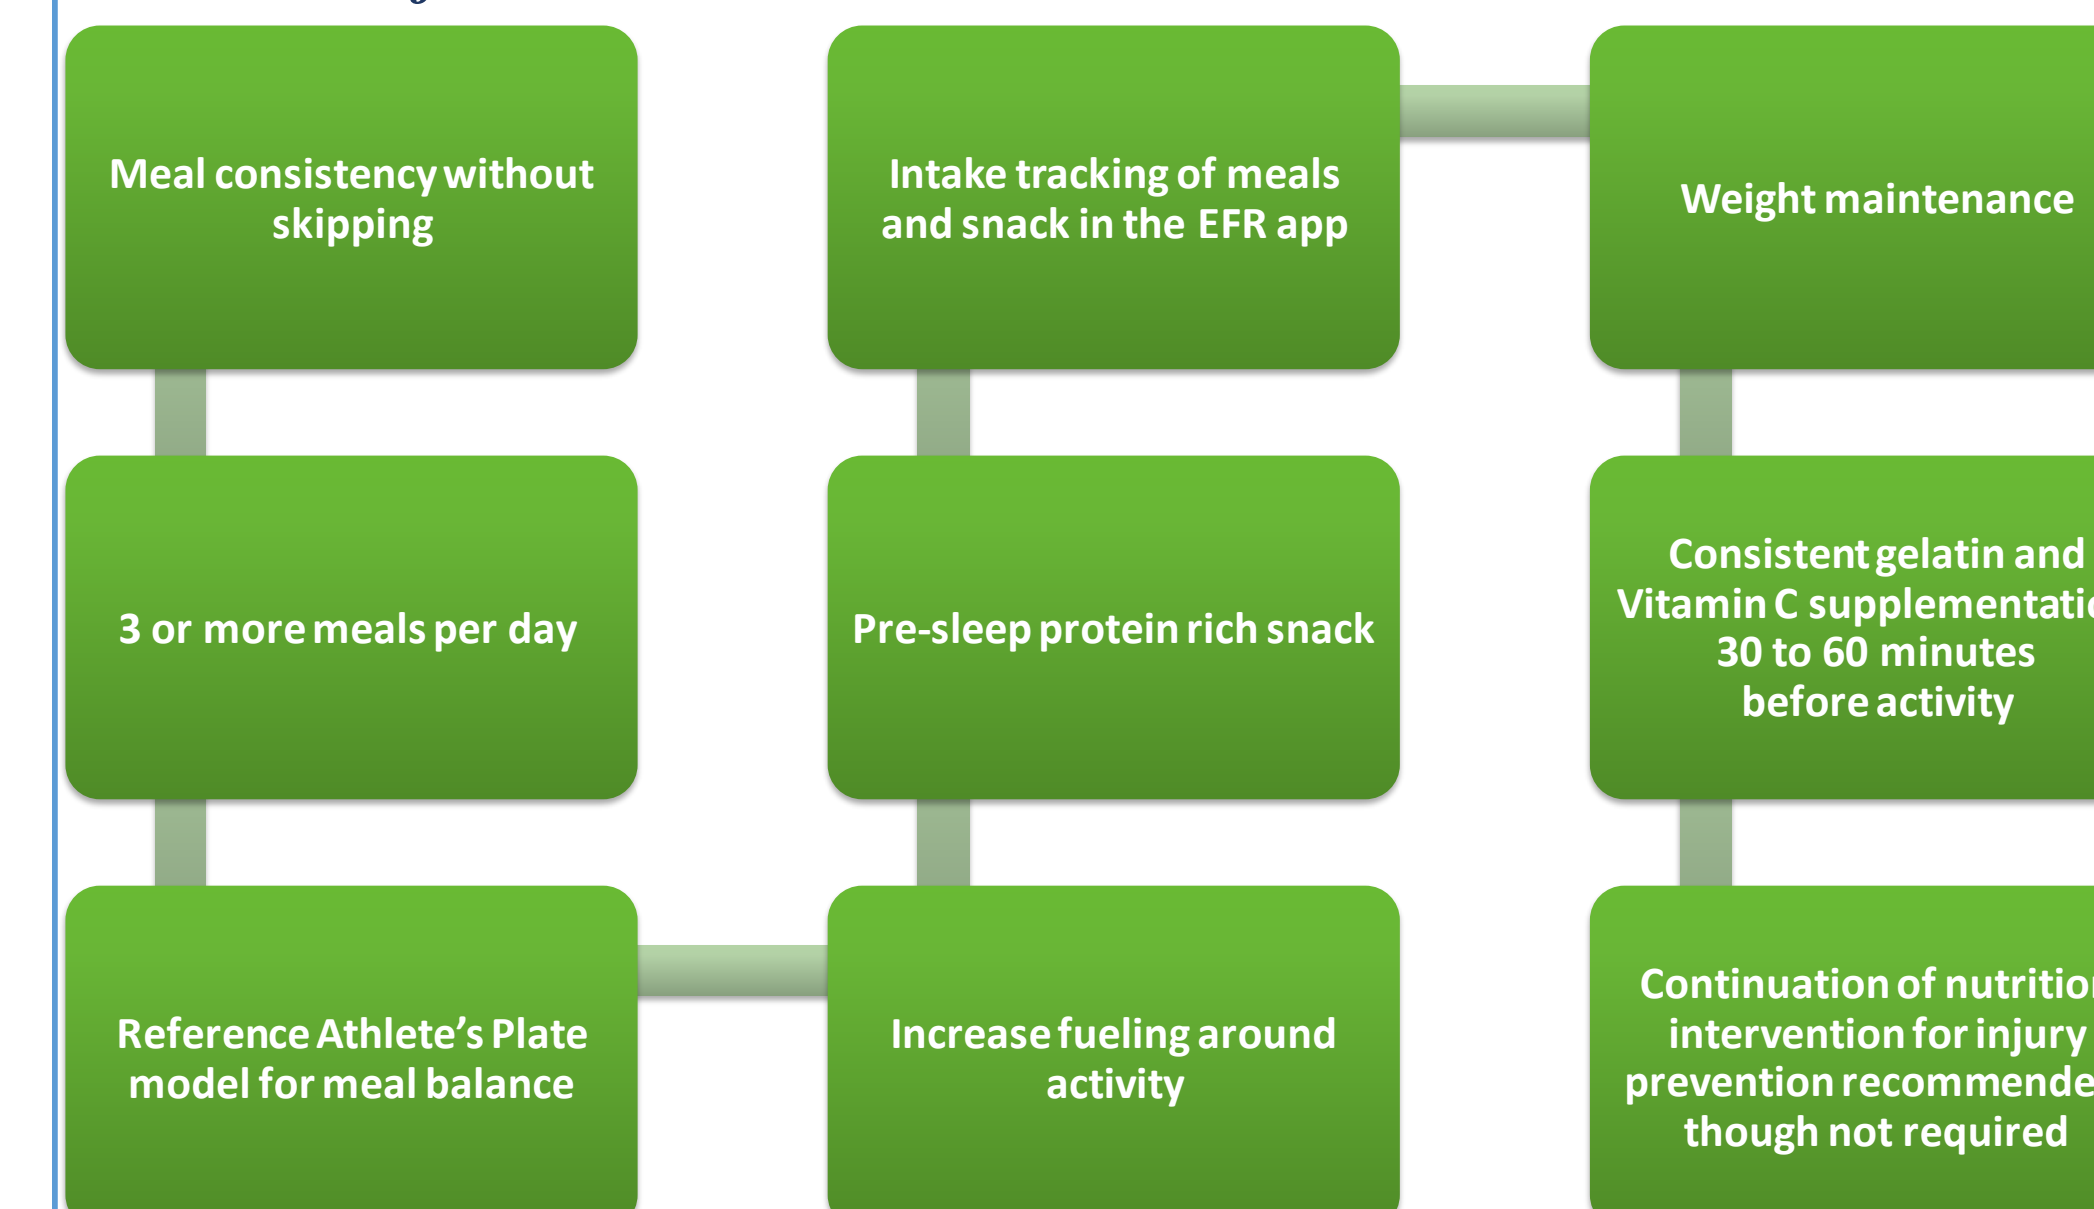 Meal consistency without
skipping
3 or more meals per day
Reference Athlete’s Plate
model for meal balance
Increase fueling around
activity
Pre-sleep protein rich snack
Intake tracking of meals
and snack in the EFR app
Weight maintenance
Consistent gelatin and
Vitamin C
30 to 60 minutes
before activity
Continuation of
intervention for injury
prevention
though not required